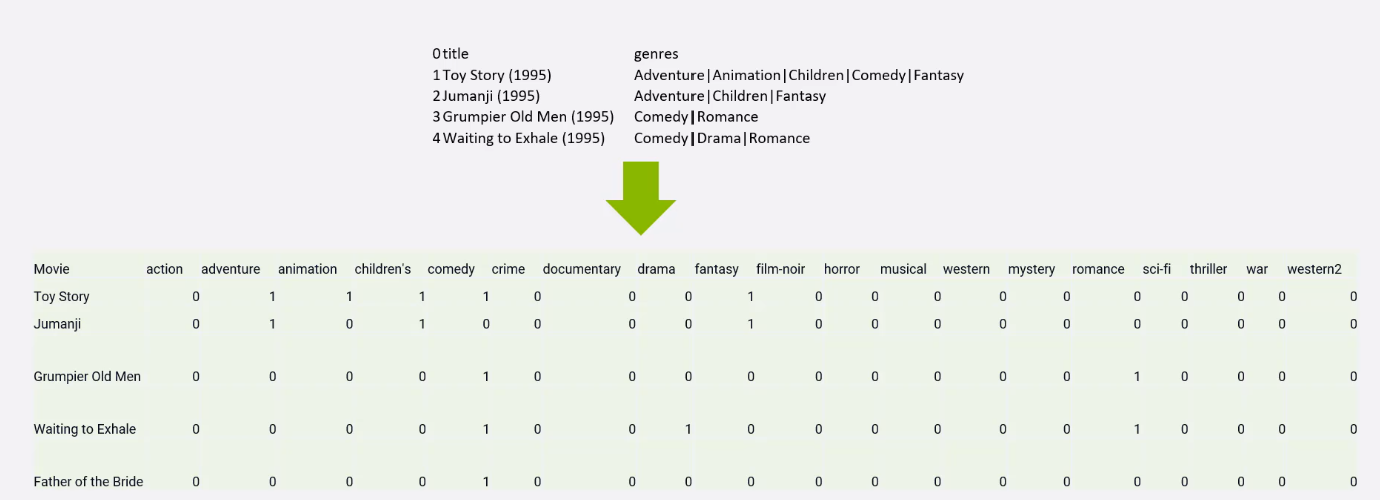 0 title genres
1 Toy Story (1995) Adventure|Animation|Children|Comedy|Fantasy
2 Jumanji (1995) Adventure|Children|Fantasy
3 Grumpier Old Men (1995) Comedy|Romance
4 Waiting to Exhale (1995) Comedy|Drama|Romance
Movie action adventure animation children's comedy crime documentary drama fantasy film-noir horror musical western mystery romance sci-fi thriller war western2
Toy Story 0 1 1 1 1 0 0 0 1 0 0 0 0 0 0 0 0 0 0
Jumanji 0 1 0 1 0 0 0 0 1 0 0 0 0 0 0 0 0 0 0
Grumpier Old Men 0 0 0 0 1 0 0 0 0 0 0 0 0 0 1 0 0 0 0
Waiting to Exhale 0 0 0 0 1 0 0 1 0 0 0 0 0 0 1 0 0 0 0
Father of the Bride 0 0 0 0 1 0 0 0 0 0 0 0 0 0 0 0 0 0 0